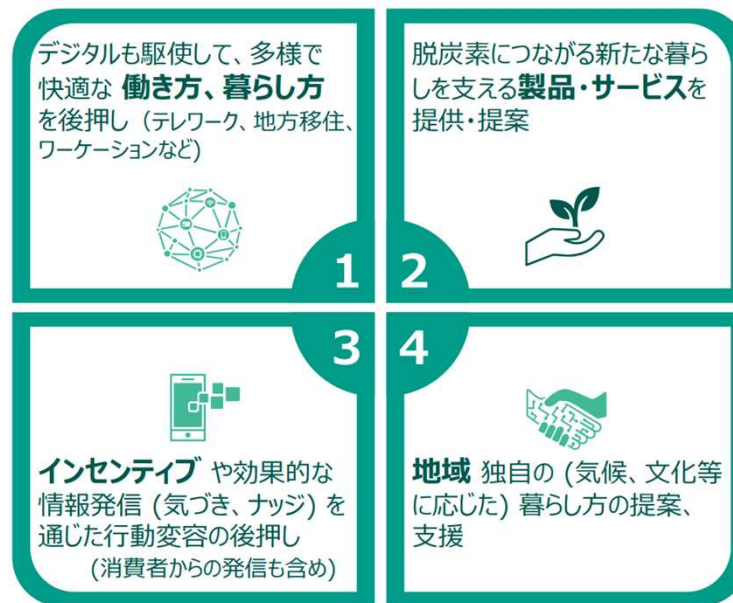 デジタルも駆使して、多様で
快適な 働き方、暮らし方
を後押し（テレワーク、地方移住、
ワーケーションなど）
1
脱炭素につながる新たな暮ら
しを支える製品・サービスを
提供・提案
2
3
インセンティブ や効果的な
情報発信 (気づき、ナッジ) を
通じた行動変容の後押し
(消費者からの発信も含め)
4
地域 独自の (気候、文化等
に応じた) 暮らし方の提案、
支援